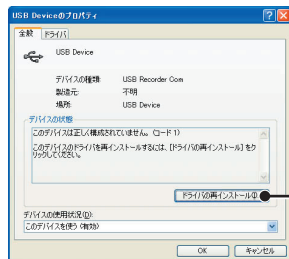 USB Deviceのプロパティ
全般 ドライバ
USB Device
デバイスの種類: USB Recorder Com
製造元: 不明
場所: USB Device
デバイスの状態
このデバイスは正しく構成されていません。 (コード 1)
このデバイスのドライバを再インストールするには、[ドライバの再インストール] をク
リックしてください。
ドライバの再インストール(I)
デバイスの使用状況(D):
このデバイスを使う (有効)
OK キャンセル